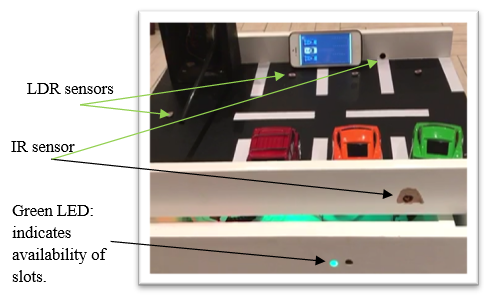 LDR sensors
IR sensor
Green LED:
indicates
availability of
slots.